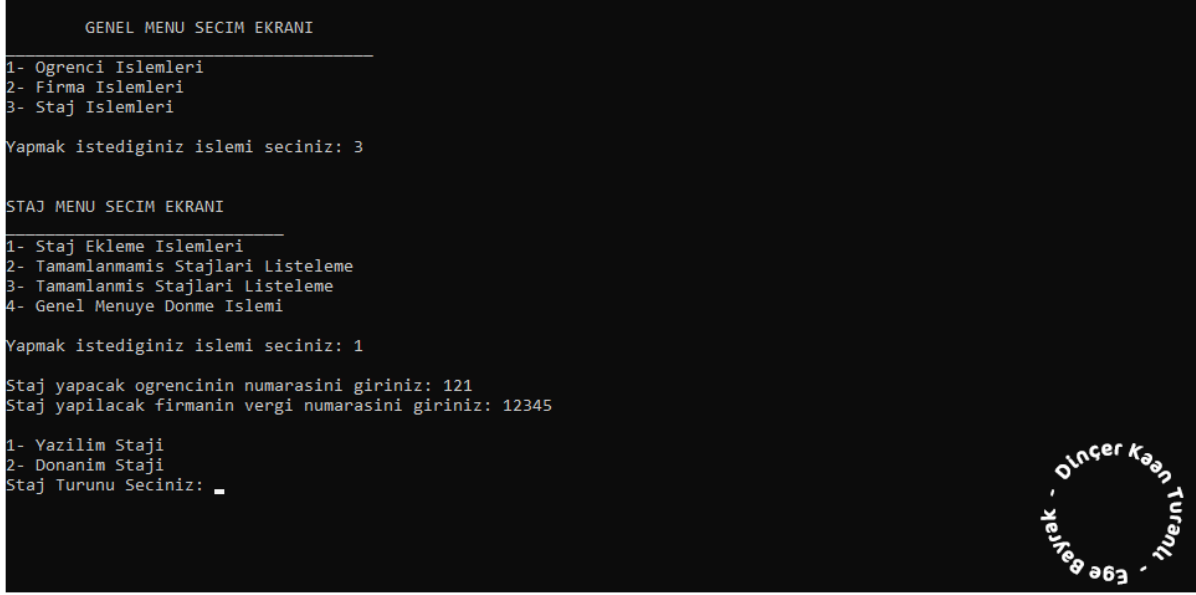 GENEL MENU SECIM EKRANI
_____________________________________
1- Ogrenci Islemleri
2- Firma Islemleri
3- Staj Islemleri
Yapmak istediginiz islemi seciniz: 3
STAJ MENU SECIM EKRANI
____________________________
1- Staj Ekleme Islemleri
2- Tamamlanmamis Stajlari Listeleme
3- Tamamlanmis Stajlari Listeleme
4- Genel Menuye Donme Islemi
Yapmak istediginiz islemi seciniz: 1
Staj yapacak ogrencinin numarasini giriniz: 121
Staj yapilacak firmanin vergi numarasini giriniz: 12345
1- Yazilim Staji
2- Donanim Staji
Staj Turunu Seciniz: _
Dinçer Kaan Turanlı - Ege Bayrak -